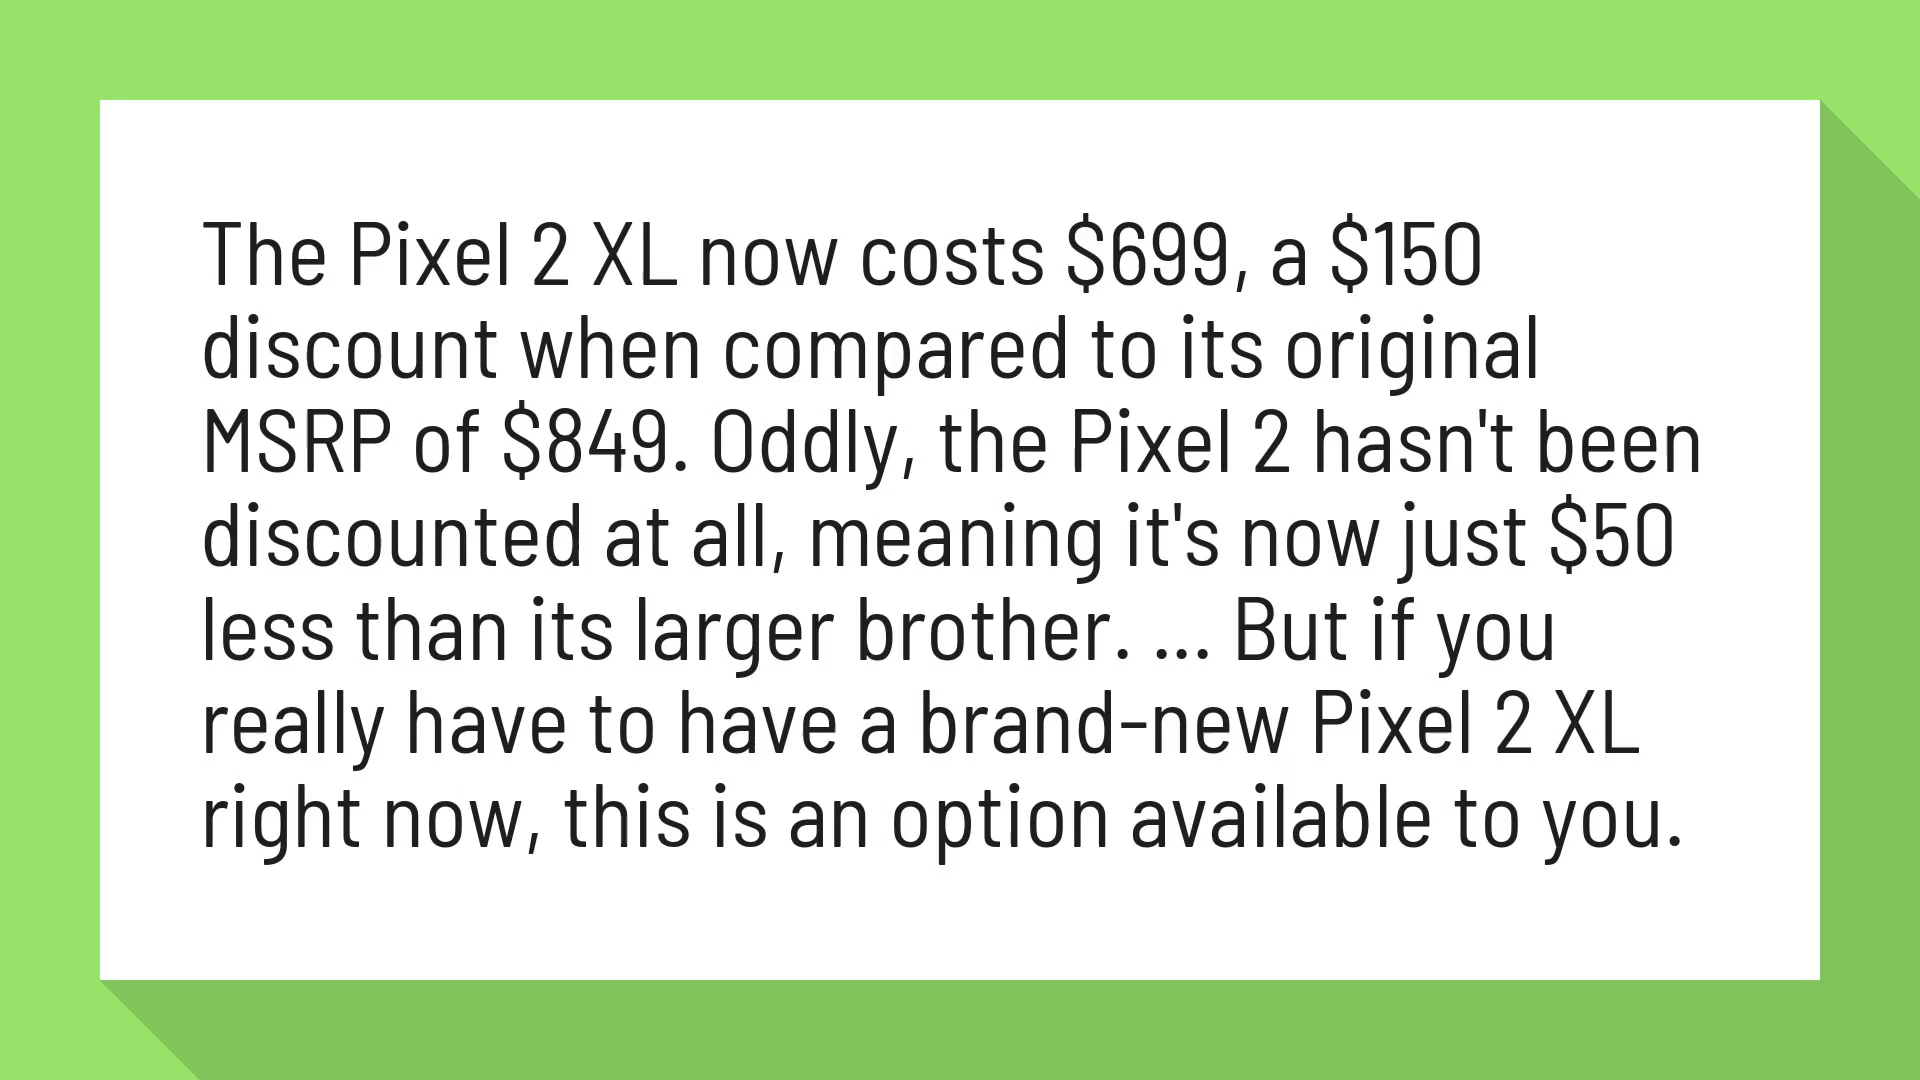 The Pixel 2 XL now costs $699, a $150
discount when compared to its original
MSRP of $849. Oddly, the Pixel 2 hasn't been
discounted at all, meaning it's now just $50
less than its larger brother. ... But if you
really have to have a brand-new Pixel 2 XL
right now, this is an option available to you.